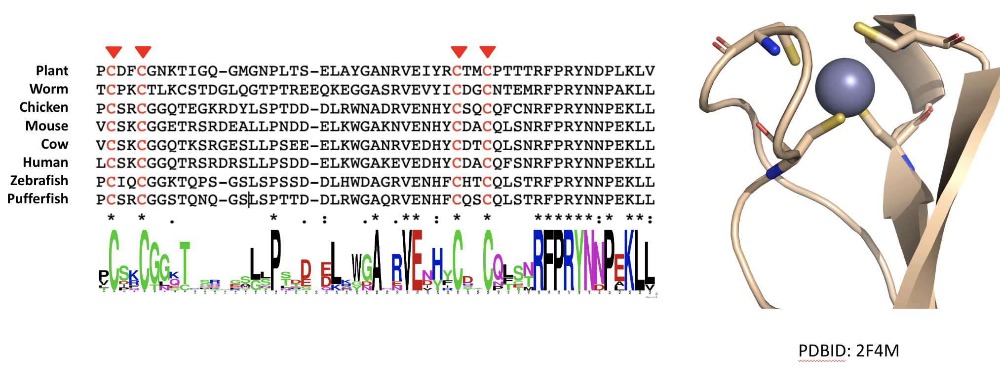 Plant PCDFCGNKTIGQ-GMGNPLTS-ELAYGANRVEIYRCTMCPTTTRFPRYNDPLKLV
Worm TCPKCTLKCSTDGLQGTPTREEQKEGGASRVEVYICDGCNTEMRFPRYNNPAKLL
Chicken PCSRCGGQTEGKRDYLSPTDD-DLRWNADRVENHYCSQCQFCNRFPRYNNPEKLL
Mouse VCSKCGGETRSRDEALLPNDD-ELKWGAKNVENHYCDACQLSNRFPRYNNPEKLL
Cow VCSKCGGQTKSRGESLLPSEE-ELKWGANRVEDHYCDTCQLSNRFPRYNNPEKLL
Human LCSKCGGQTRSRDRSLLPSDD-ELKWGAKEVEDHYCDACQFSNRFPRYNNPEKLL
Zebrafish PCIQCGGKTQPS-GSLSPSSD-DLHWDAGRVENHFCHTCQLSTRFPRYNNPEKLL
Pufferfish PCSRCGGSTQNQ-GSLSPTTD-DLRWGAQRVENHFCQSCQLSTRFPRYNNPEKLL
* * . * . : .* .** : * * ******:* **:
PDBID: 2F4M